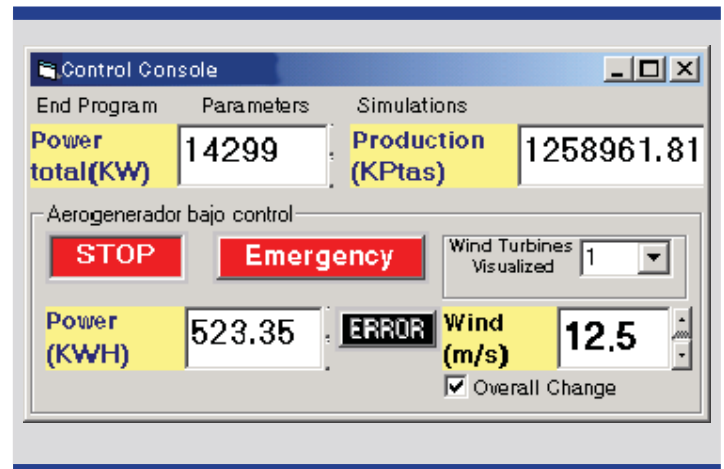 Control Console
End Program Parameters Simulations
Power
total(KW)
14299
Production
(KPtas)
1258961.81
Aerogenerador bajo control
STOP
Emergency
Wind Turbines
Visualized
1
Power
(KWH)
523.35
ERROR
Wind
(m/s)
12.5
Overall Change